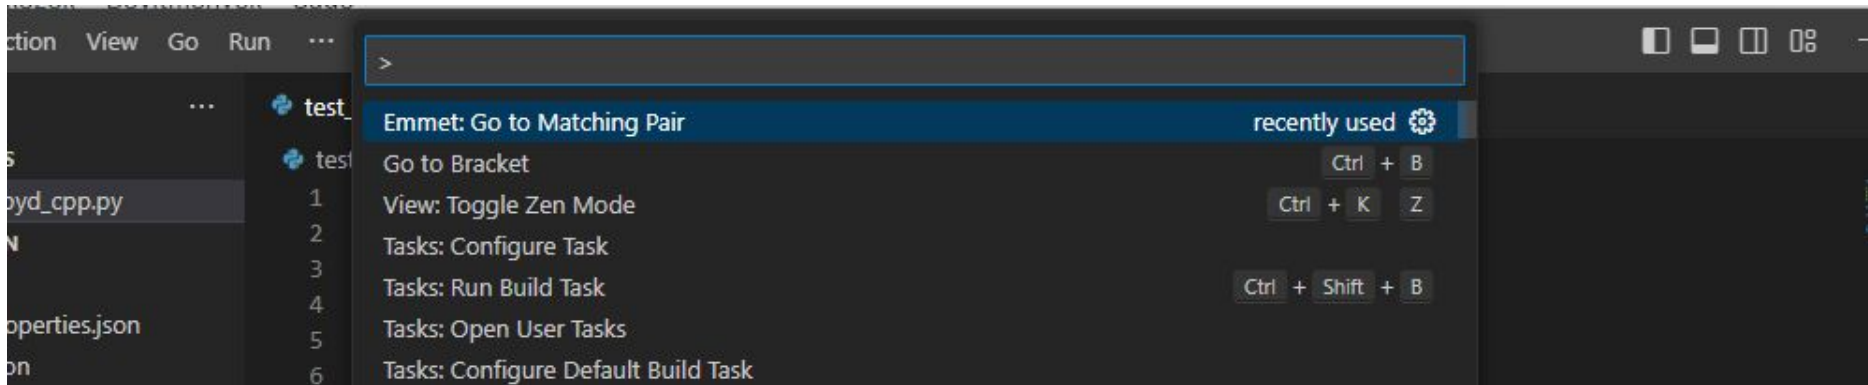 ction View Go Run ...
>
...
test_
Emmet: Go to Matching Pair recently used
s
test
Go to Bracket Ctrl + B
oyd_cpp.py
1
View: Toggle Zen Mode Ctrl + K Z
N
2
Tasks: Configure Task
3
Tasks: Run Build Task Ctrl + Shift + B
operties.json
4
Tasks: Open User Tasks
5
on
6
Tasks: Configure Default Build Task